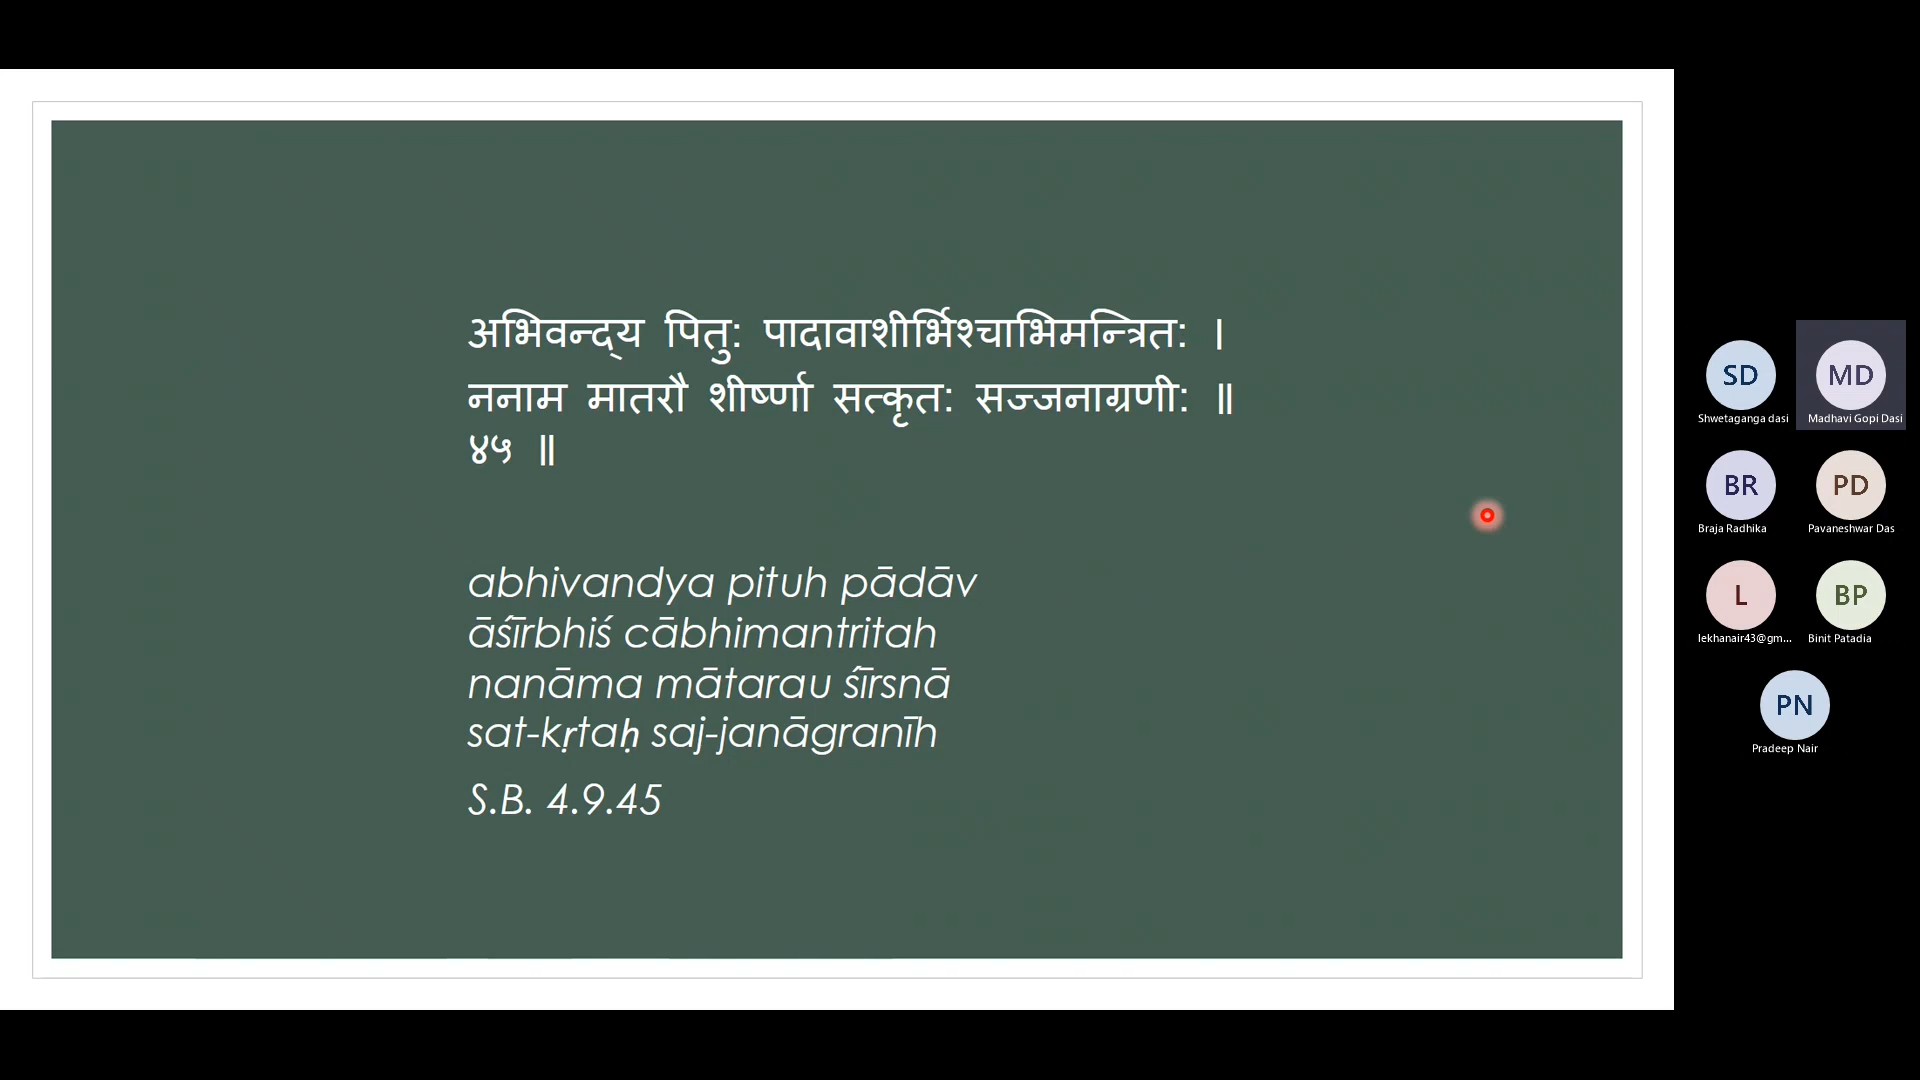 अभिवन्द्‌य पितु: पादावाशीर्भिश्चाभिमन्त्रित: ।
ननाम मातरौ शीर्ष्णा सत्कृत: सज्जनाग्रणी: ॥
४५ ॥
abhivandya pituh pādāv
āśīrbhiś cābhimantritah
nanāma mātarau śīrsnā
sat-kṛtaḥ saj-janāgranīh
S.B. 4.9.45
SD
Shwetaganga dasi
MD
Madhavi Gopi Dasi
BR
Braja Radhika
PD
Pavaneshwar Das
L
lekhanair43@gm...
BP
Binit Patadia
PN
Pradeep Nair